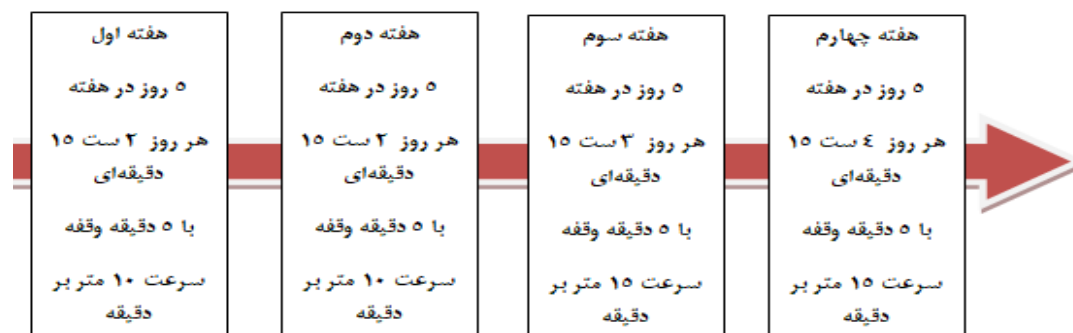 هفته اول
۵ روز در هفته
هر روز ۲ ست ۱۵
دقیقه‌ای
با ۵ دقیقه وقفه
سرعت ۱۰ متر بر
دقیقه
هفته دوم
۵ روز در هفته
هر روز ۲ ست ۱۵
دقیقه‌ای
با ۵ دقیقه وقفه
سرعت ۱۰ متر بر
دقیقه
هفته سوم
۵ روز در هفته
هر روز ۳ ست ۱۵
دقیقه‌ای
با ۵ دقیقه وقفه
سرعت ۱۵ متر بر
دقیقه
هفته چهارم
۵ روز در هفته
هر روز ٤ ست ۱۵
دقیقه‌ای
با ۵ دقیقه وقفه
سرعت ۱۵ متر بر
دقیقه